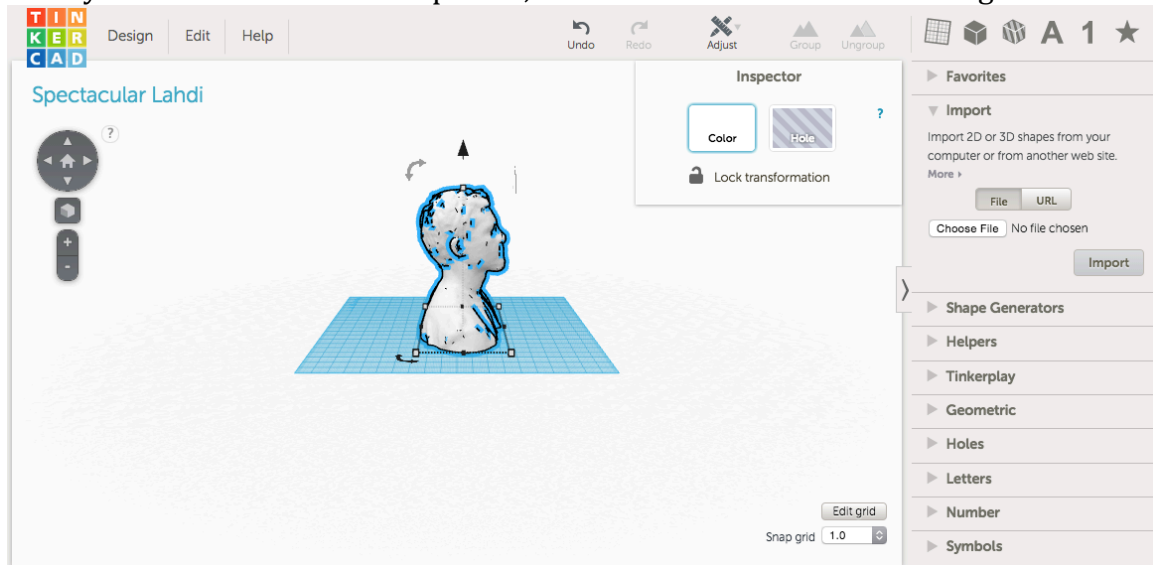 TIN
KER
CAD
Design Edit Help
Undo Redo Adjust Group Ungroup
A 1
Spectacular Lahdi
?
Inspector
Color Hole ?
Lock transformation
Favorites
Import
Import 2D or 3D shapes from your
computer or from another web site.
More
File URL
Choose File No file chosen
Import
Shape Generators
Helpers
Tinkerplay
Geometric
Holes
Letters
Number
Symbols
+
-
Edit grid
Snap grid 1.0